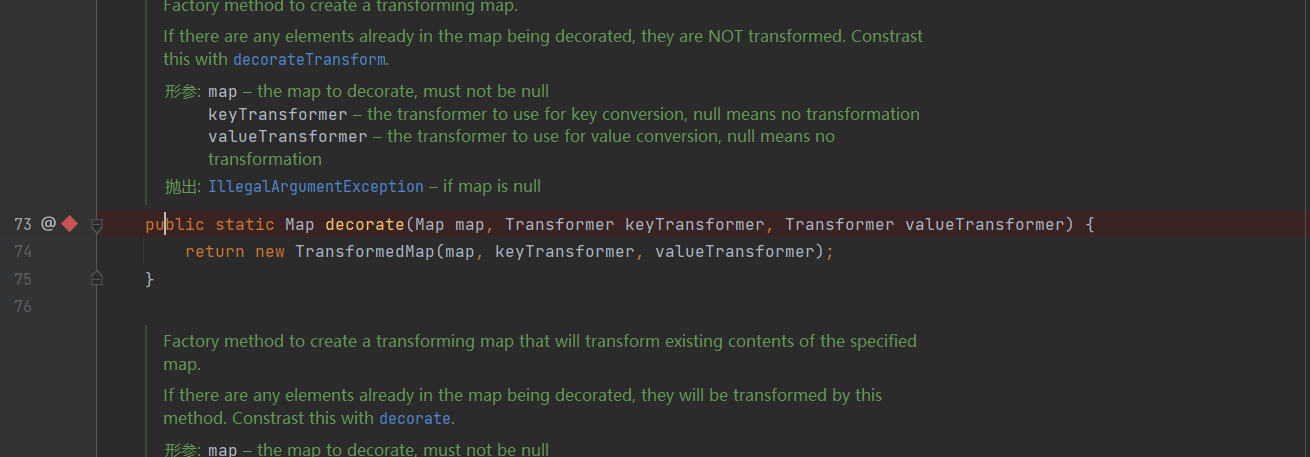 Factory method to create a transforming map.
If there are any elements already in the map being decorated, they are NOT transformed. Constrast
this with decorateTransform.
形参: map – the map to decorate, must not be null
keyTransformer – the transformer to use for key conversion, null means no transformation
valueTransformer – the transformer to use for value conversion, null means no
transformation
抛出: IllegalArgumentException – if map is null
73 @ public static Map decorate(Map map, Transformer keyTransformer, Transformer valueTransformer) {
74 return new TransformedMap(map, keyTransformer, valueTransformer);
75 }
76
Factory method to create a transforming map that will transform existing contents of the specified
map.
If there are any elements already in the map being decorated, they will be transformed by this
method. Constrast this with decorate.
形参: map – the map to decorate, must not be null